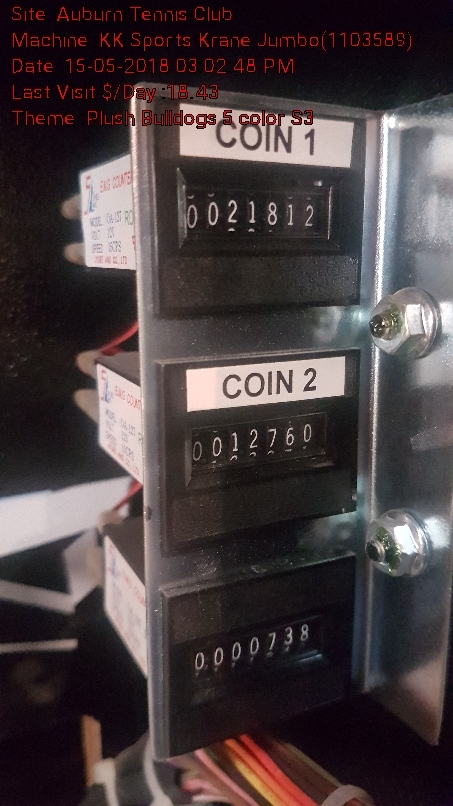 Site Auburn Tennis Club
Machine KK Sports Krane Jumbo(1103589)
Date 15-05-2018 03 02 48 PM
Last Visit $/Day :18.43
Theme Plush Bulldogs 5 color S3
COIN 1
0021812
COIN 2
0012760
0000738